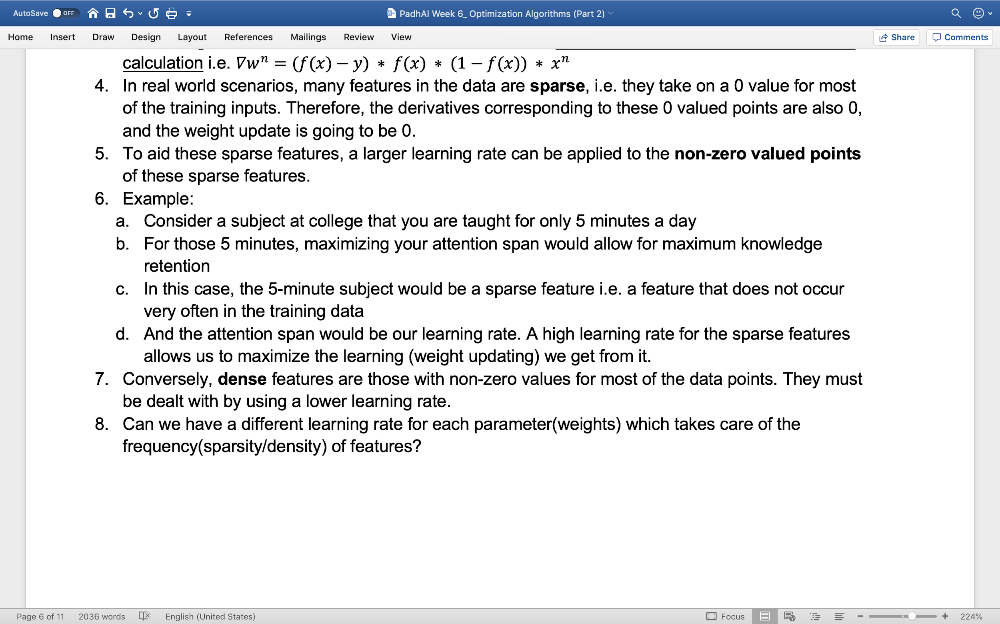 AutoSave OFF
PadhAI Week 6_ Optimization Algorithms (Part 2)
Home Insert Draw Design Layout References Mailings Review View Share Comments
calculation i.e. ∇wⁿ = (f(x) − y) * f(x) * (1 − f(x)) * xⁿ
4. In real world scenarios, many features in the data are sparse, i.e. they take on a 0 value for most
of the training inputs. Therefore, the derivatives corresponding to these 0 valued points are also 0,
and the weight update is going to be 0.
5. To aid these sparse features, a larger learning rate can be applied to the non-zero valued points
of these sparse features.
6. Example:
a. Consider a subject at college that you are taught for only 5 minutes a day
b. For those 5 minutes, maximizing your attention span would allow for maximum knowledge
retention
c. In this case, the 5-minute subject would be a sparse feature i.e. a feature that does not occur
very often in the training data
d. And the attention span would be our learning rate. A high learning rate for the sparse features
allows us to maximize the learning (weight updating) we get from it.
7. Conversely, dense features are those with non-zero values for most of the data points. They must
be dealt with by using a lower learning rate.
8. Can we have a different learning rate for each parameter(weights) which takes care of the
frequency(sparsity/density) of features?
Page 6 of 11 2036 words English (United States) Focus 224%